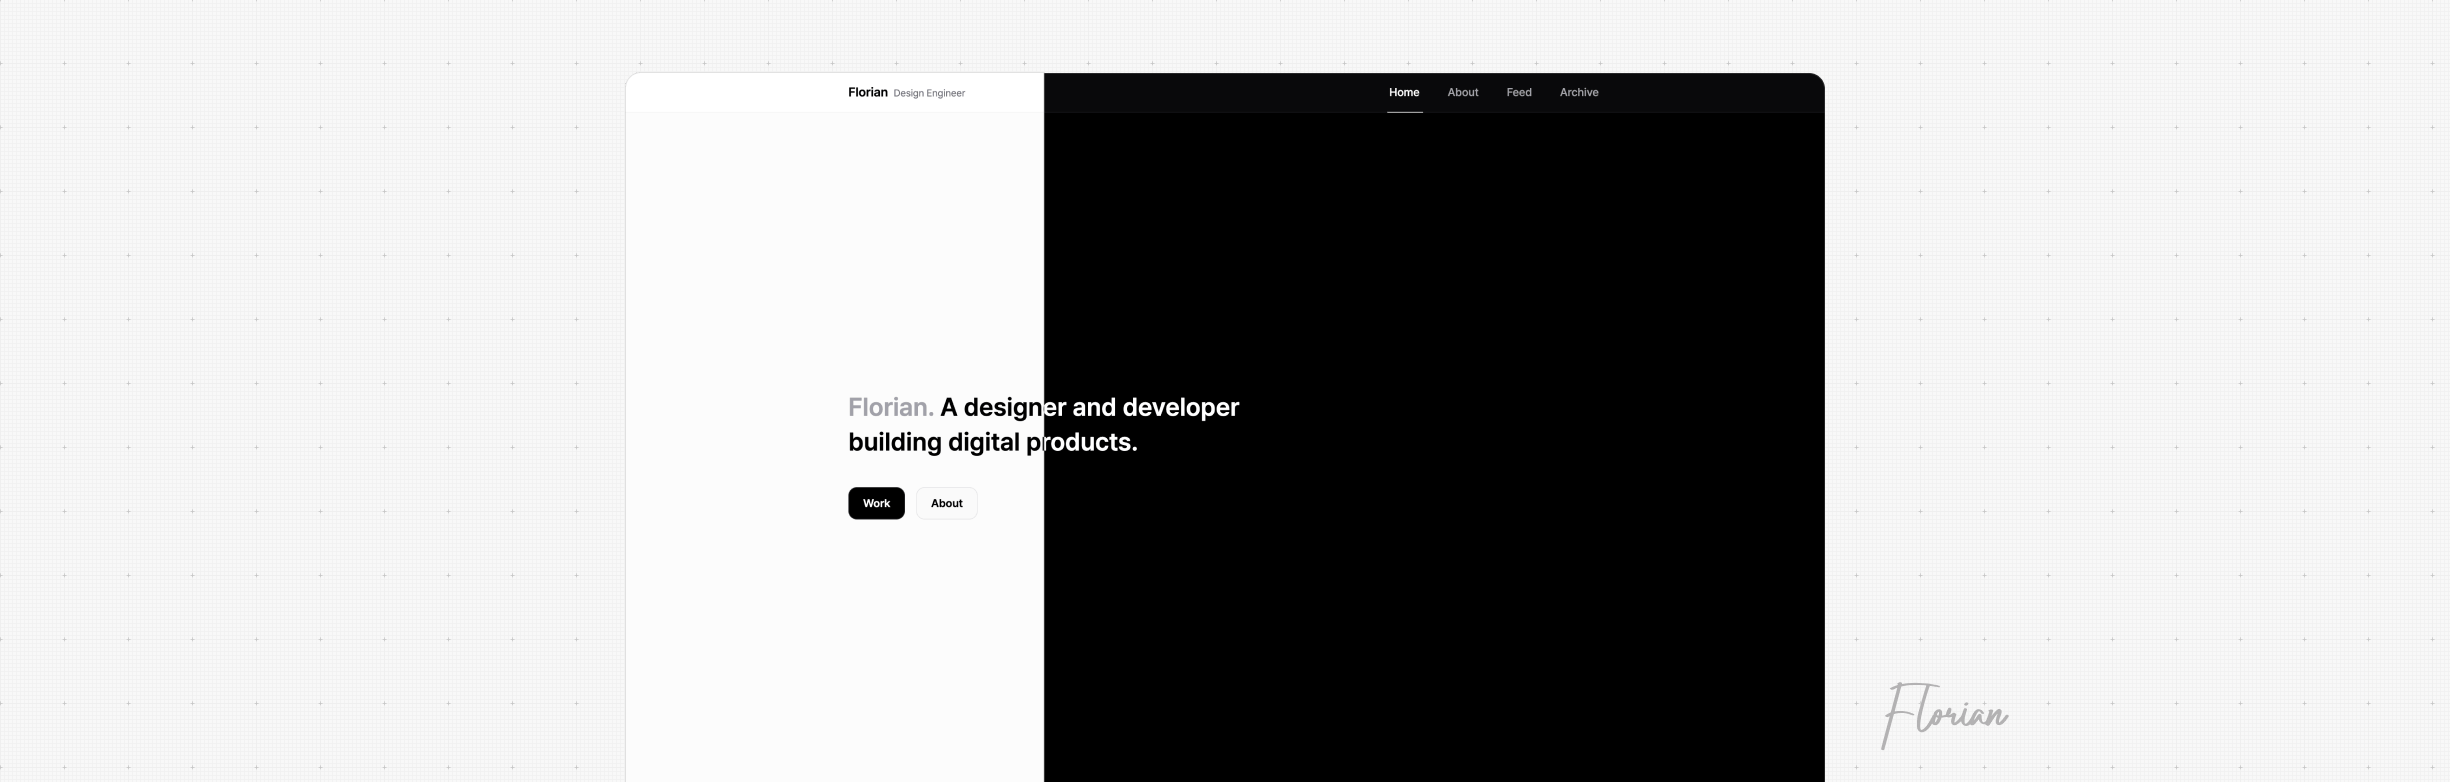 Florian Design Engineer
Home About Feed Archive
Florian. A designer and developer
building digital products.
Work About
Florian